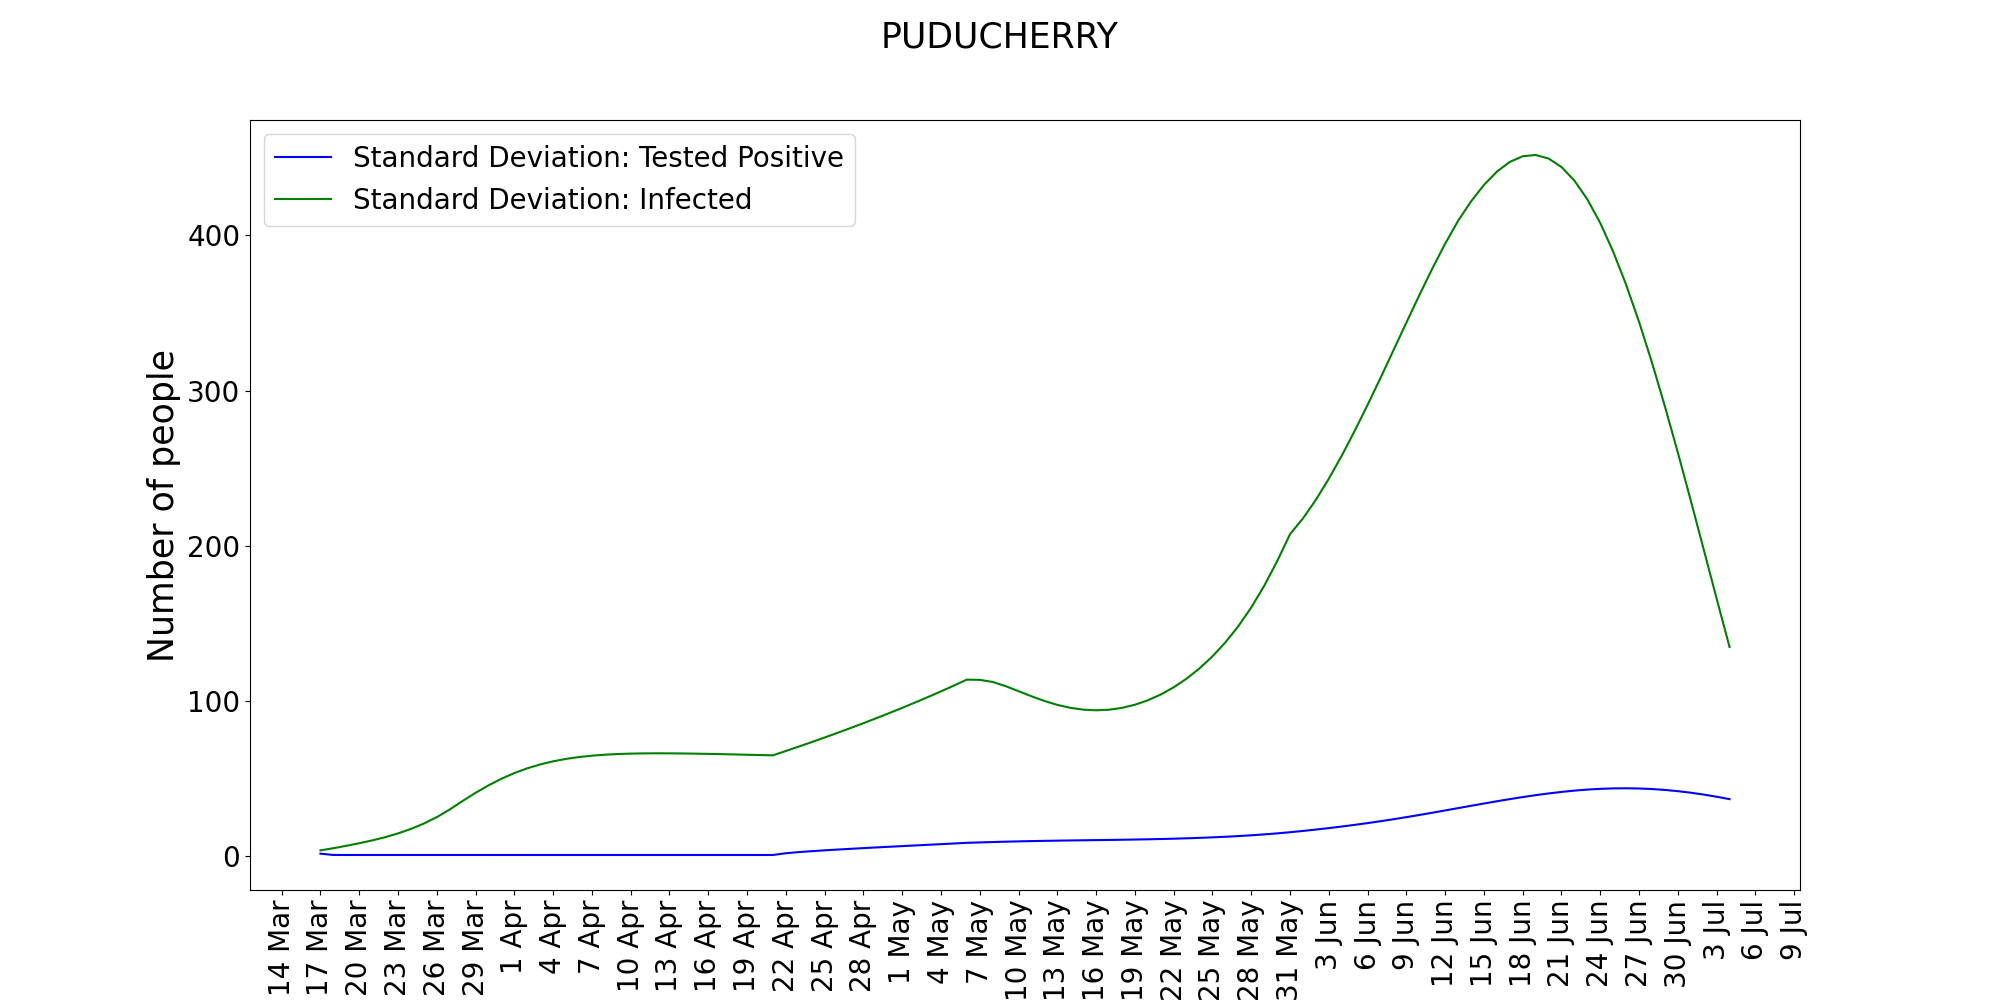 PUDUCHERRY
Standard Deviation: Tested Positive
Standard Deviation: Infected
Number of people
400
300
200
100
0
14 Mar
17 Mar
20 Mar
23 Mar
26 Mar
29 Mar
1 Apr
4 Apr
7 Apr
10 Apr
13 Apr
16 Apr
19 Apr
22 Apr
25 Apr
28 Apr
1 May
4 May
7 May
10 May
13 May
16 May
19 May
22 May
25 May
28 May
31 May
3 Jun
6 Jun
9 Jun
12 Jun
15 Jun
18 Jun
21 Jun
24 Jun
27 Jun
30 Jun
3 Jul
6 Jul
9 Jul